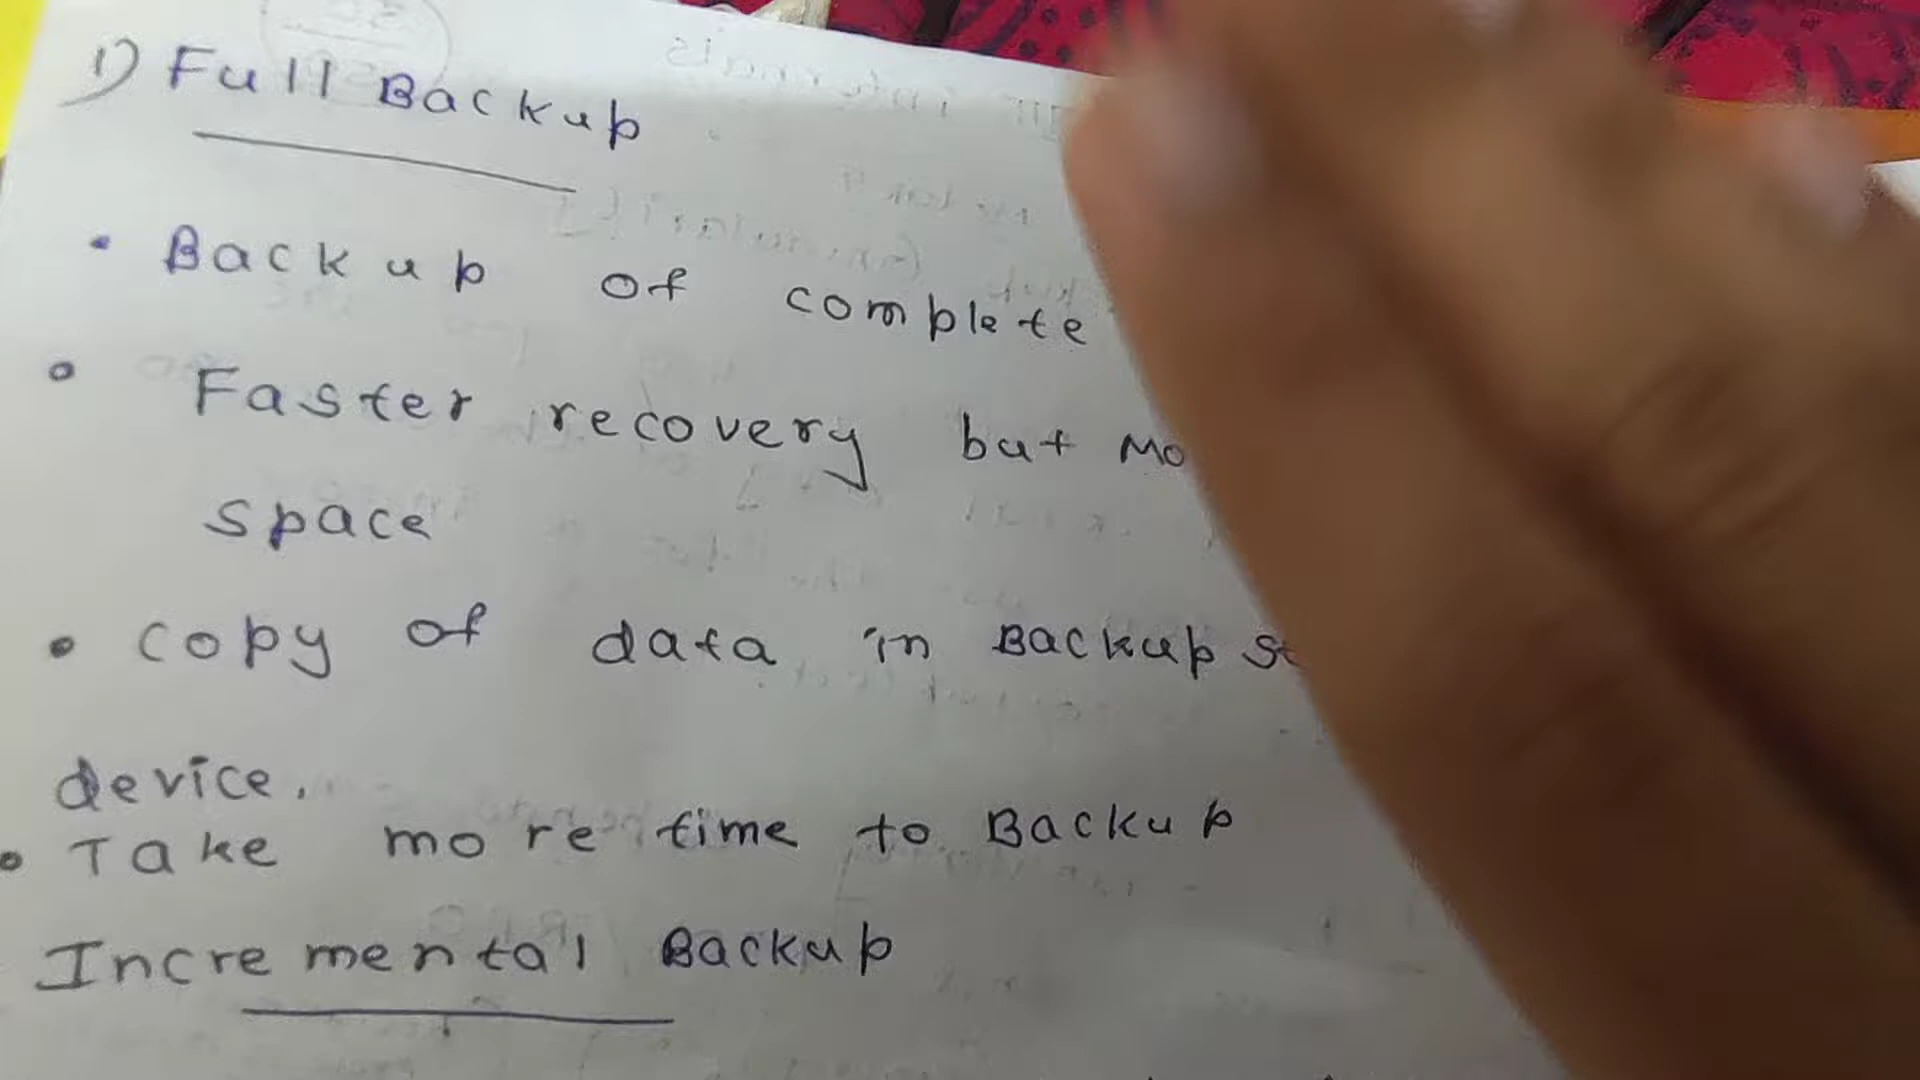 1) Full Backup
• Backup of complete
• Faster recovery but
space
• Copy of data in Backup
device.
• Take more time to Backup
Incremental Backup